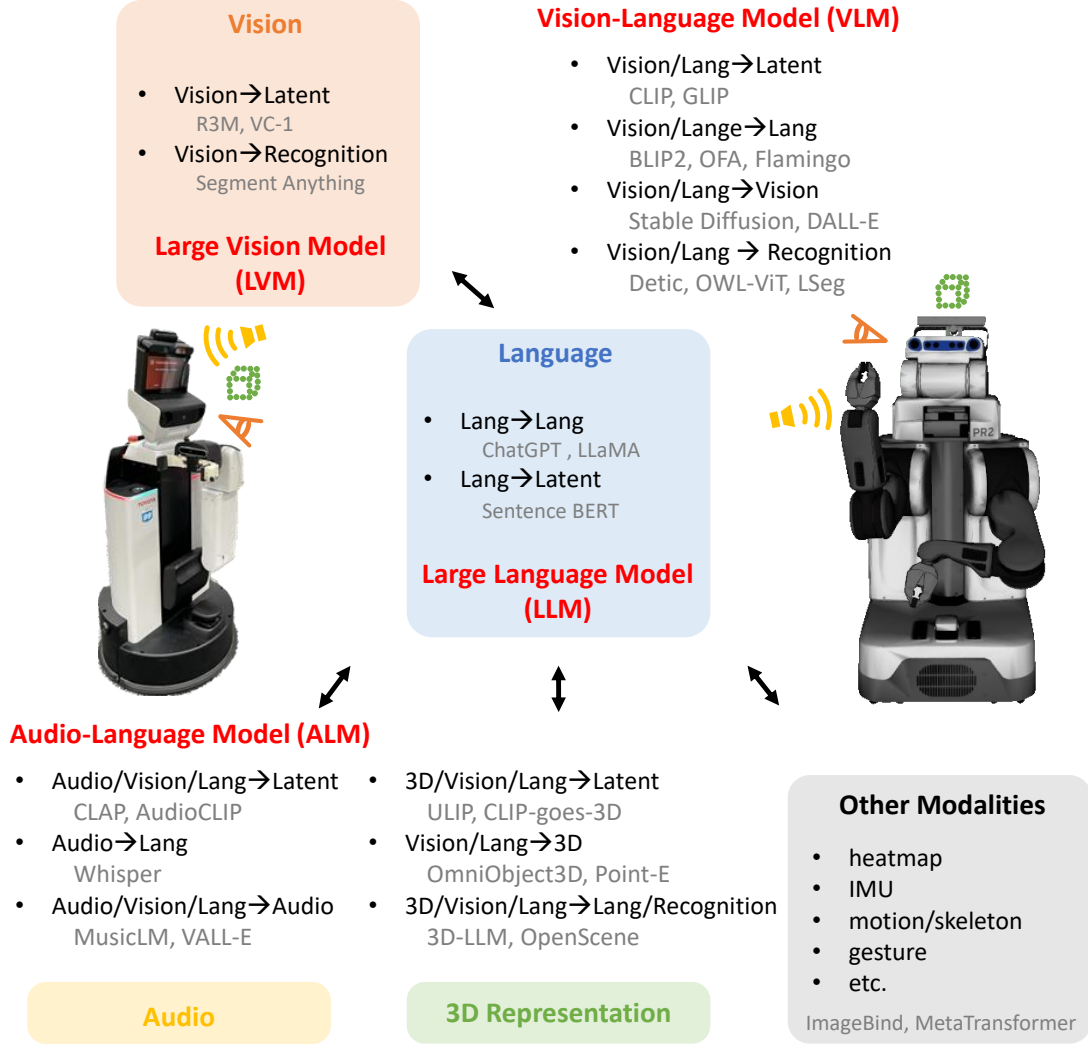 Vision
• Vision→Latent
R3M, VC-1
• Vision→Recognition
Segment Anything
Large Vision Model
(LVM)
Vision-Language Model (VLM)
• Vision/Lang→Latent
CLIP, GLIP
• Vision/Lange→Lang
BLIP2, OFA, Flamingo
• Vision/Lang→Vision
Stable Diffusion, DALL-E
• Vision/Lang → Recognition
Detic, OWL-ViT, LSeg
Language
• Lang→Lang
ChatGPT , LLaMA
• Lang→Latent
Sentence BERT
Large Language Model
(LLM)
PR2
Audio-Language Model (ALM)
• Audio/Vision/Lang→Latent
CLAP, AudioCLIP
• Audio→Lang
Whisper
• Audio/Vision/Lang→Audio
MusicLM, VALL-E
Audio
• 3D/Vision/Lang→Latent
ULIP, CLIP-goes-3D
• Vision/Lang→3D
OmniObject3D, Point-E
• 3D/Vision/Lang→Lang/Recognition
3D-LLM, OpenScene
3D Representation
Other Modalities
• heatmap
• IMU
• motion/skeleton
• gesture
• etc.
ImageBind, MetaTransformer